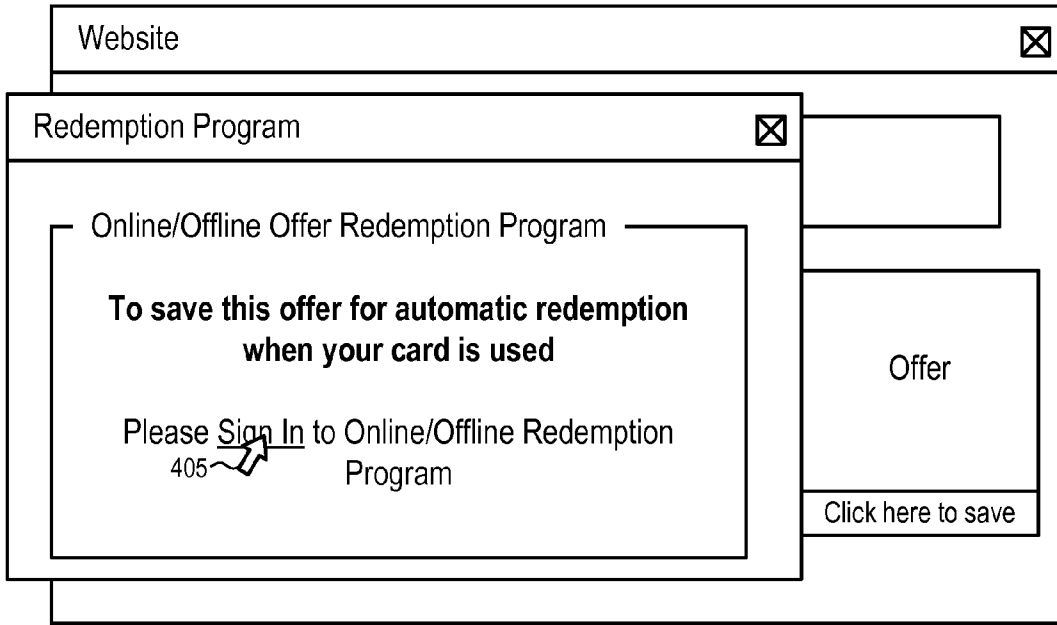 Website
Redemption Program
Online/Offline Offer Redemption Program
To save this offer for automatic redemption
when your card is used
Please Sign In to Online/Offline Redemption
405
Program
Offer
Click here to save